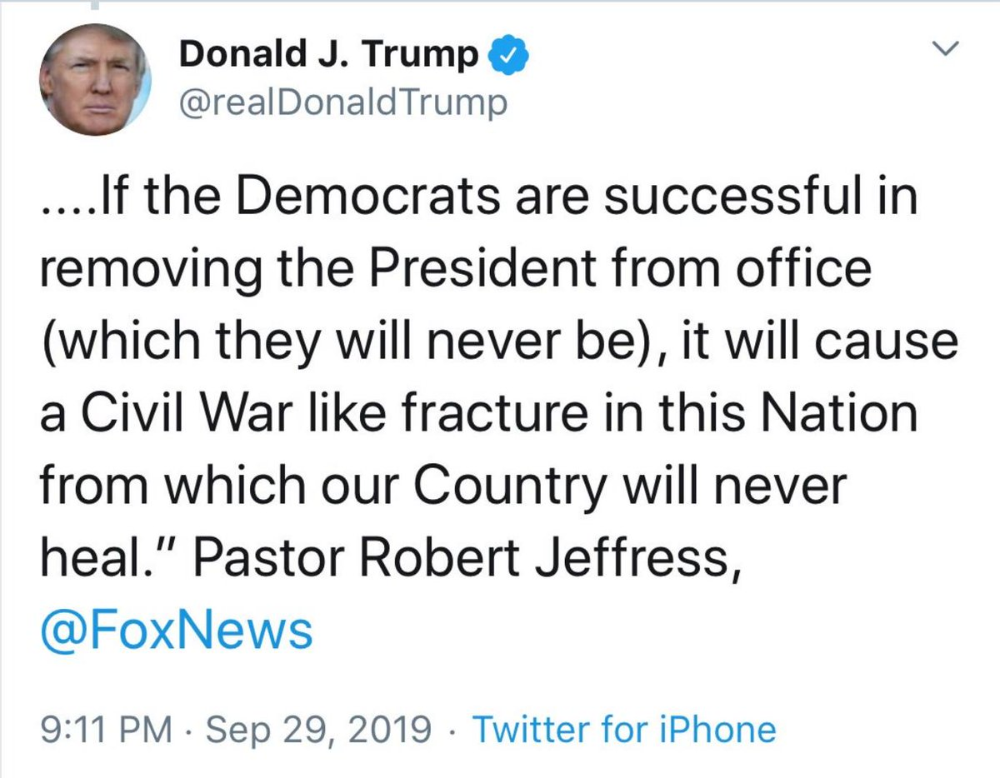 Donald J. Trump
@realDonaldTrump
....If the Democrats are successful in
removing the President from office
(which they will never be), it will cause
a Civil War like fracture in this Nation
from which our Country will never
heal.” Pastor Robert Jeffress,
@FoxNews
9:11 PM · Sep 29, 2019 · Twitter for iPhone